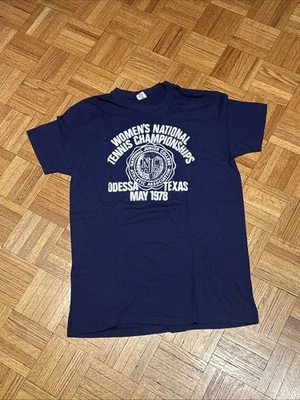 WOMEN'S NATIONAL
TENNIS CHAMPIONSHIPS
ODESSA TEXAS
MAY 1978